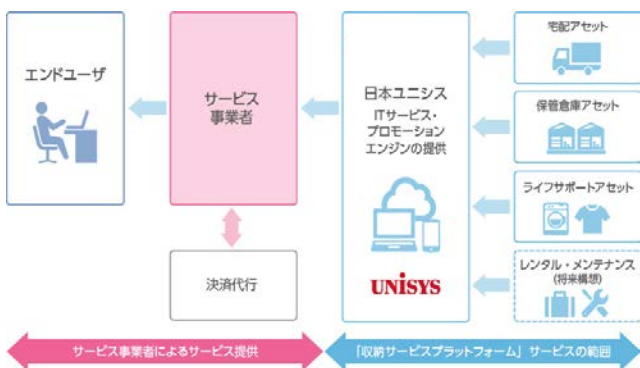 エンドユーザ
サービス
事業者
決済代行
日本ユニシス
ITサービス・
プロモーション
エンジンの提供
UNISYS
宅配アセット
保管倉庫アセット
ライフサポートアセット
レンタル・メンテナンス
(将来構想)
サービス事業者によるサービス提供
「収納サービスプラットフォーム」サービスの範囲